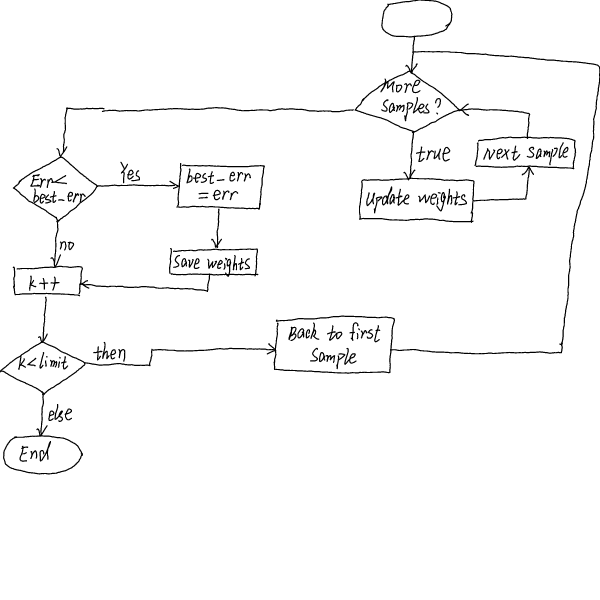 More
samples?
true
Next sample
Update weights
Err<
best_err
Yes
best_err
= err
no
Save weights
k++
k<limit
then
Back to first
Sample
else
End